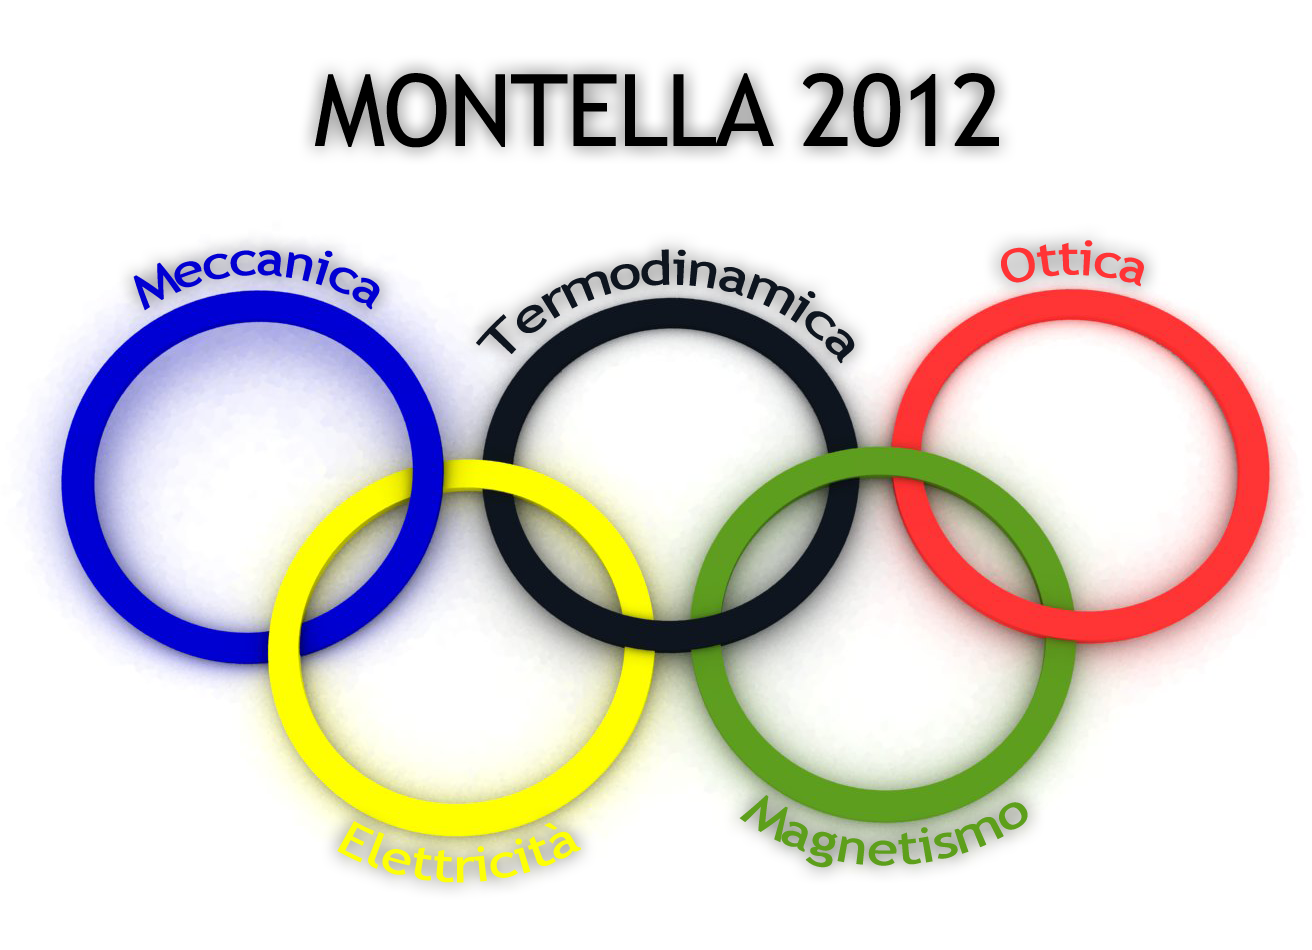 MONTELLA 2012
Meccanica
Termodinamica
Ottica
Elettricità
Magnetismo